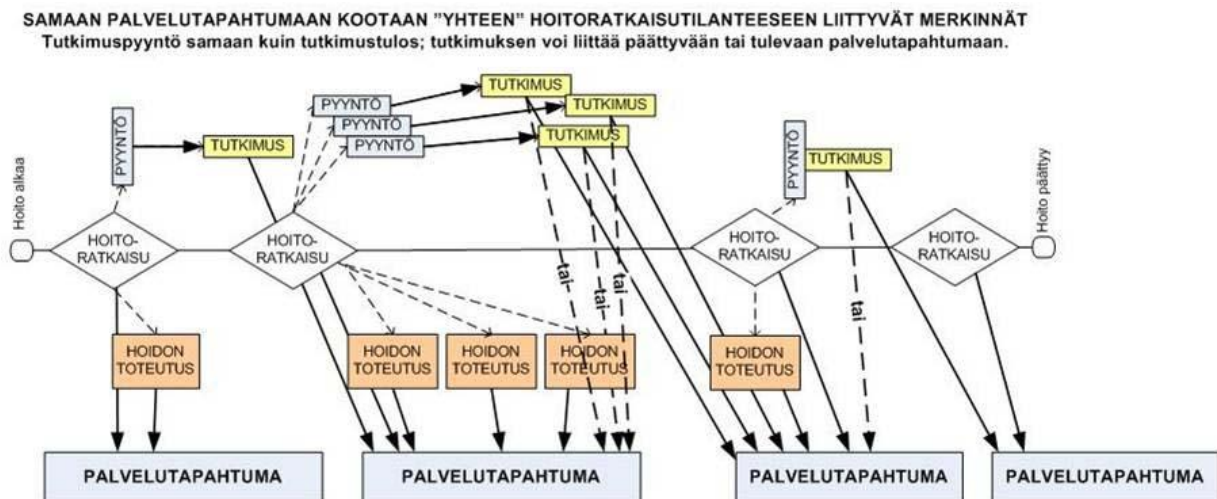 SAMAAN PALVELUTAPAHTUMAAN KOOTAAN ”YHTEEN” HOITORATKAISUTILANTEESEEN LIITTYVÄT MERKINNÄT
Tutkimuspyyntö samaan kuin tutkimustulos; tutkimuksen voi liittää päättyvään tai tulevaan palvelutapahtumaan.
Hoito alkaa
HOITO-
RATKAISU
PYYNTÖ
TUTKIMUS
HOITO-
RATKAISU
PYYNTÖ
PYYNTÖ
PYYNTÖ
TUTKIMUS
TUTKIMUS
TUTKIMUS
tai
tai
tai
HOITO-
RATKAISU
PYYNTÖ
TUTKIMUS
tai
HOITO-
RATKAISU
Hoito päättyy
HOIDON
TOTEUTUS
HOIDON
TOTEUTUS
HOIDON
TOTEUTUS
HOIDON
TOTEUTUS
HOIDON
TOTEUTUS
PALVELUTAPAHTUMA
PALVELUTAPAHTUMA
PALVELUTAPAHTUMA
PALVELUTAPAHTUMA